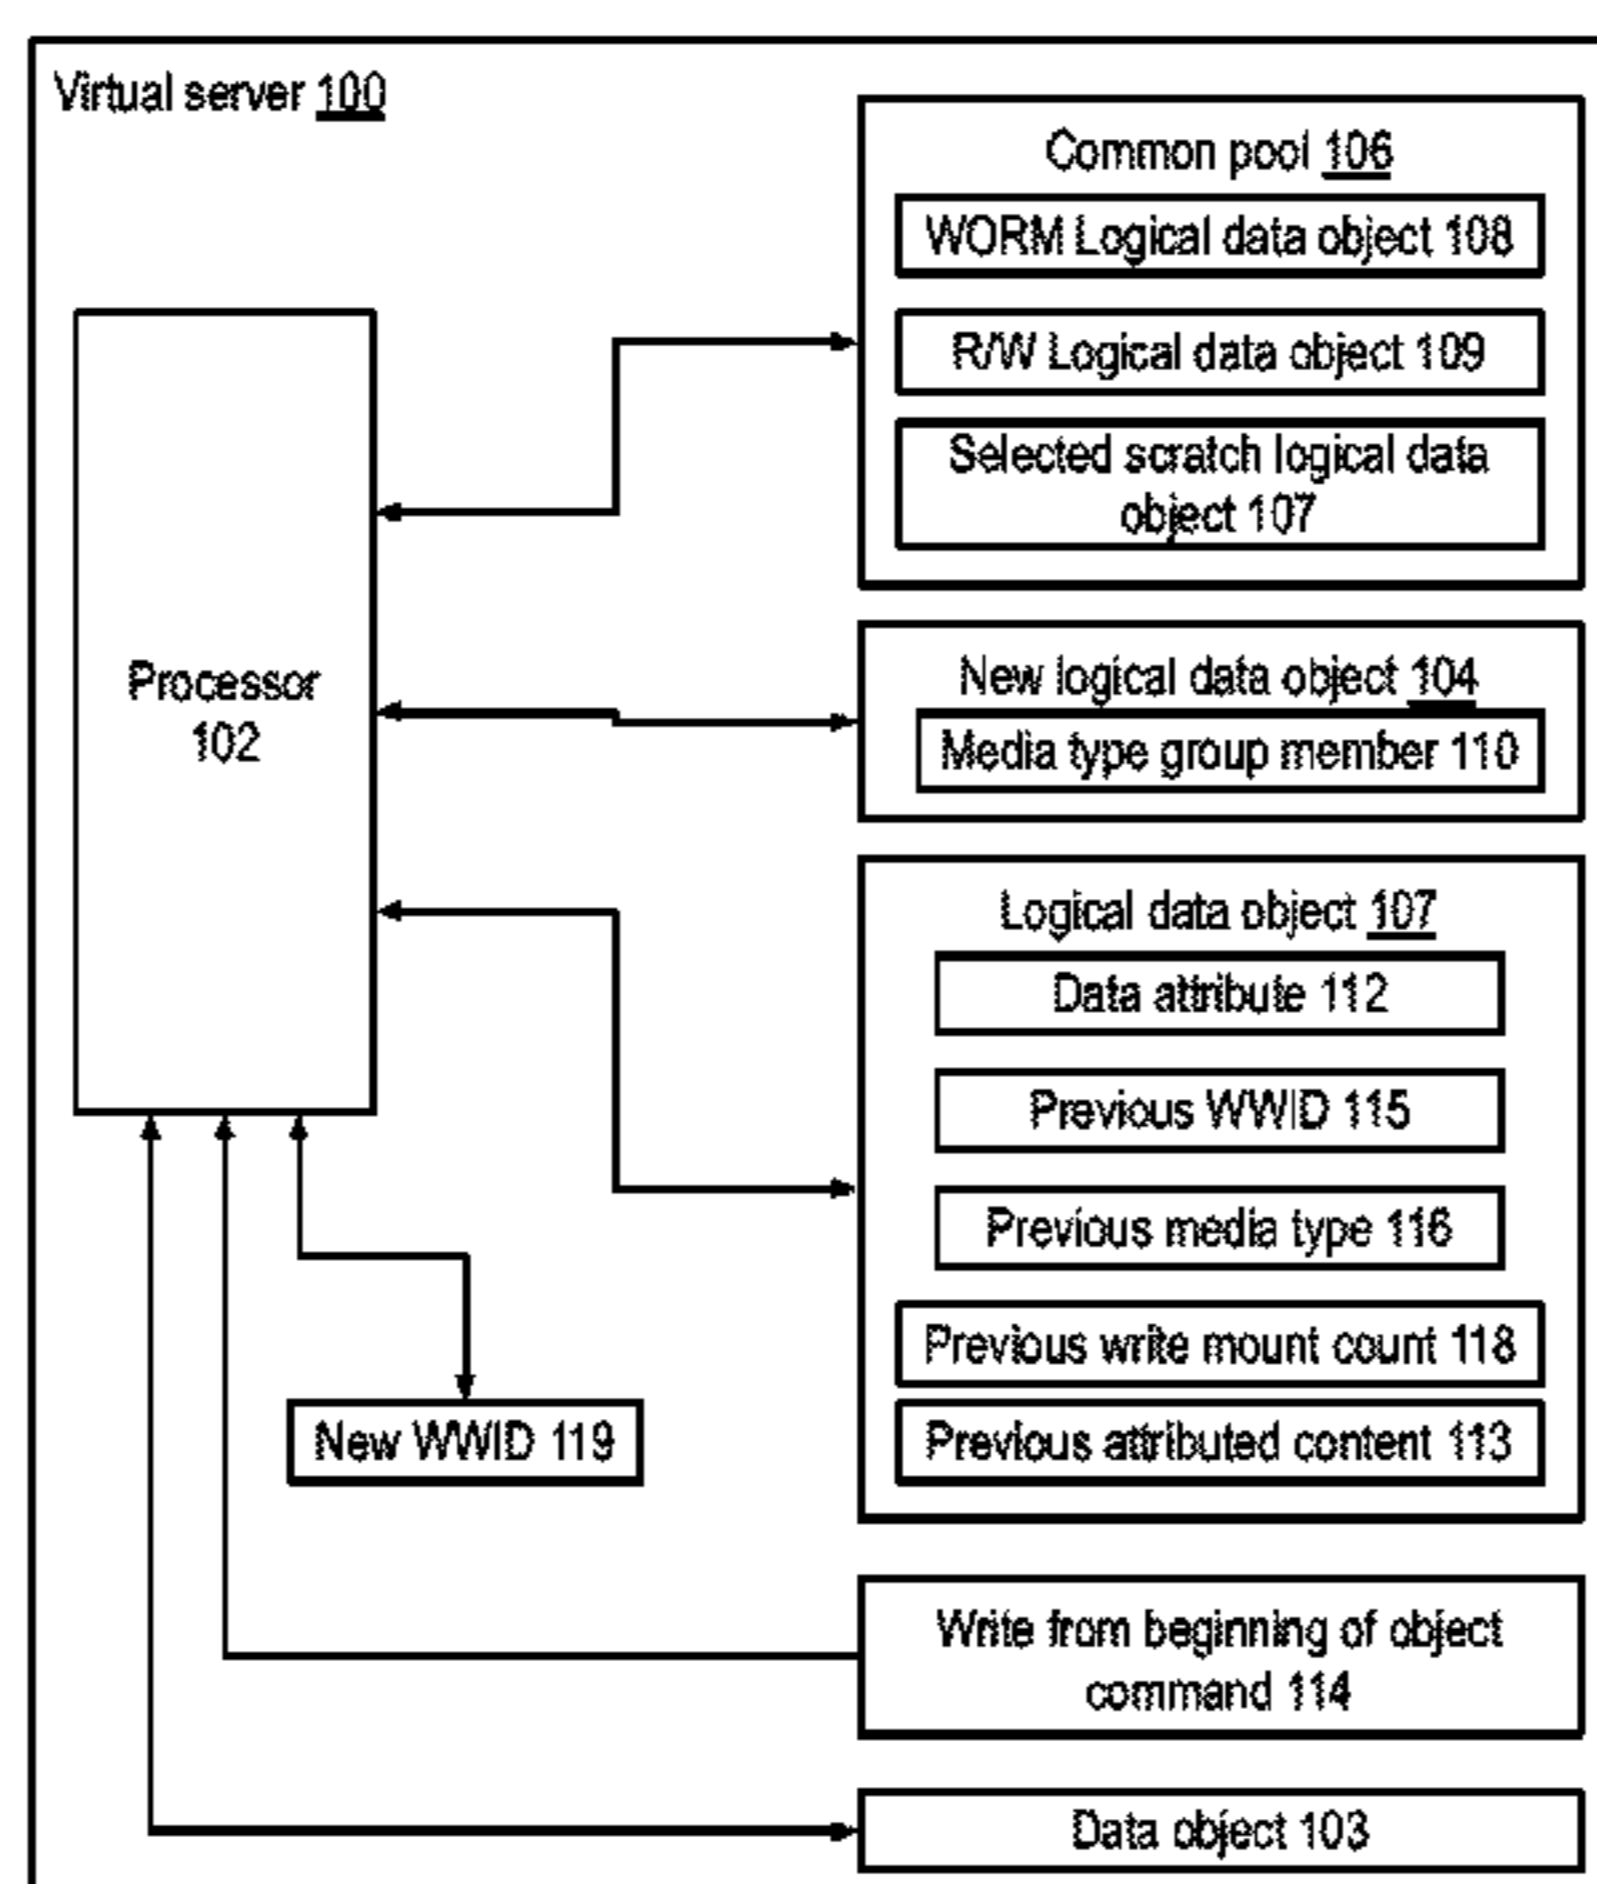 Virtual server 100
Common pool 106
WORM Logical data object 108
R/W Logical data object 109
Selected scratch logical data
object 107
Processor
102
New logical data object 104
Media type group member 110
Logical data object 107
Data attribute 112
Previous WWID 115
Previous media type 116
Previous write mount count 118
Previous attributed content 113
New WWID 119
Write from beginning of object
command 114
Data object 103